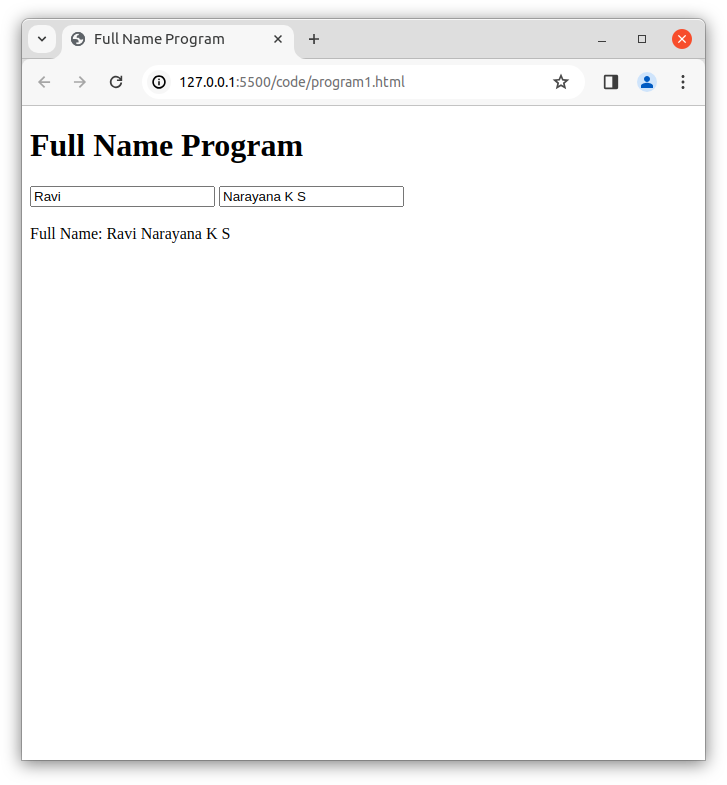 Full Name Program
127.0.0.1:5500/code/program1.html
Full Name Program
Ravi Narayana K S
Full Name: Ravi Narayana K S